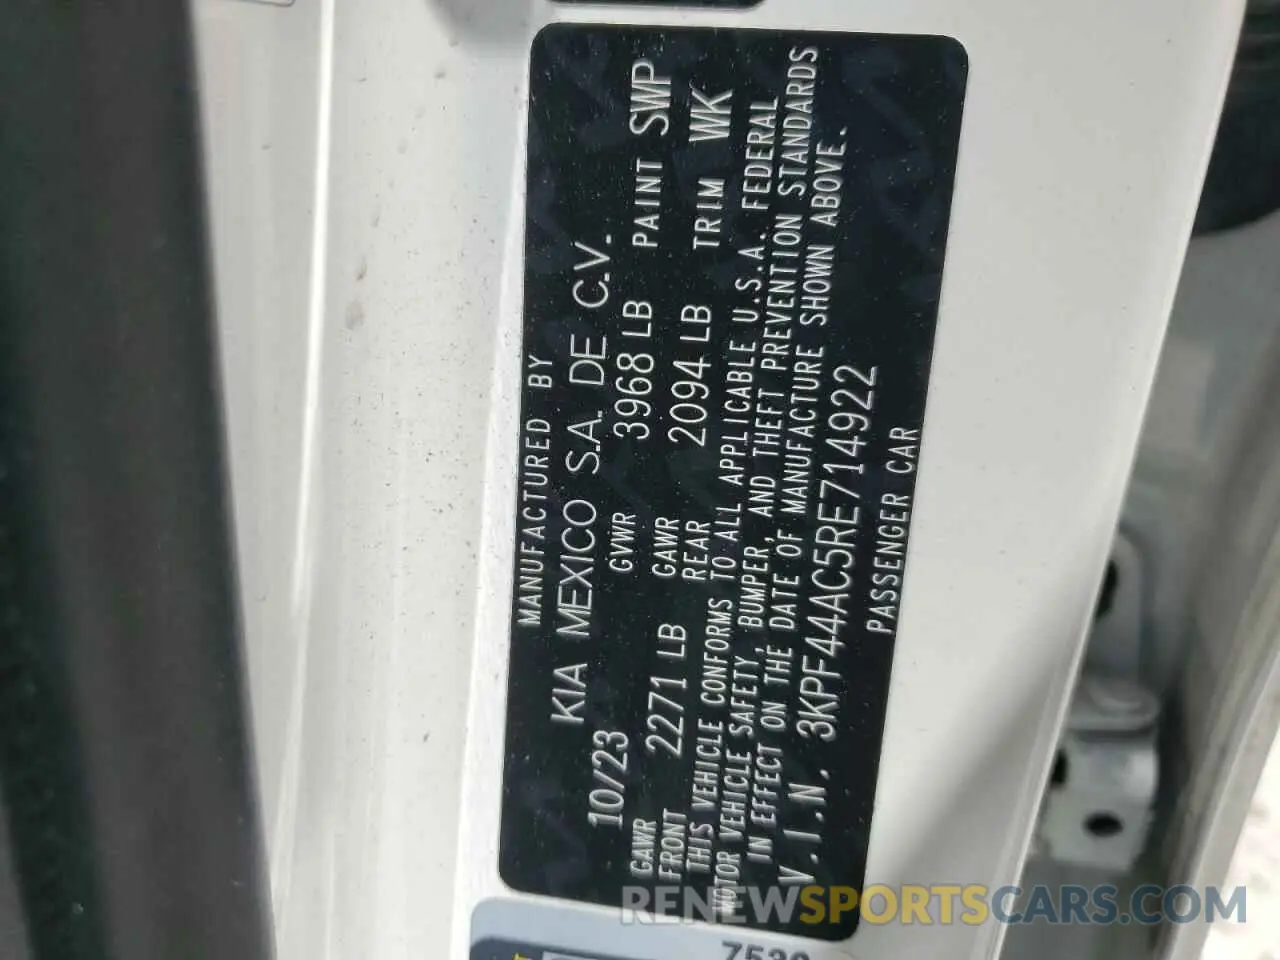 MANUFACTURED BY
KIA MEXICO S.A. DE C.V.
10/23 GVWR 3968 LB PAINT SWP
GAWR FRONT 2271 LB GAWR REAR 2094 LB TRIM WK
THIS VEHICLE CONFORMS TO ALL APPLICABLE U.S.A. FEDERAL
MOTOR VEHICLE SAFETY, BUMPER, AND THEFT PREVENTION STANDARDS
IN EFFECT ON THE DATE OF MANUFACTURE SHOWN ABOVE.
V.I.N. 3KPF44AC5RE714922
PASSENGER CAR
RENEWSPORTSCARS.COM